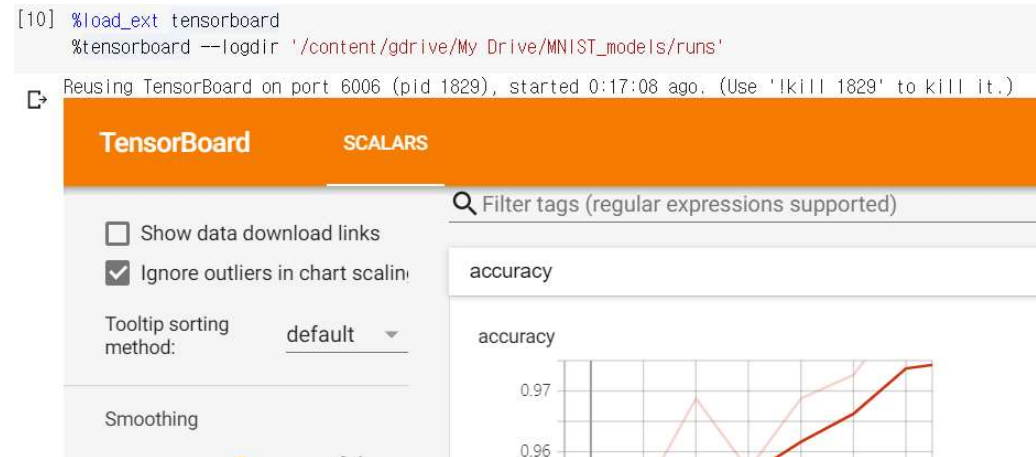 [10] %load_ext tensorboard
%tensorboard --logdir '/content/gdrive/My Drive/MNIST_models/runs'
Reusing TensorBoard on port 6006 (pid 1829), started 0:17:08 ago. (Use '!kill 1829' to kill it.)
TensorBoard SCALARS
Filter tags (regular expressions supported)
Show data download links
Ignore outliers in chart scaling
accuracy
Tooltip sorting
method: default
accuracy
0.97
Smoothing
0.96